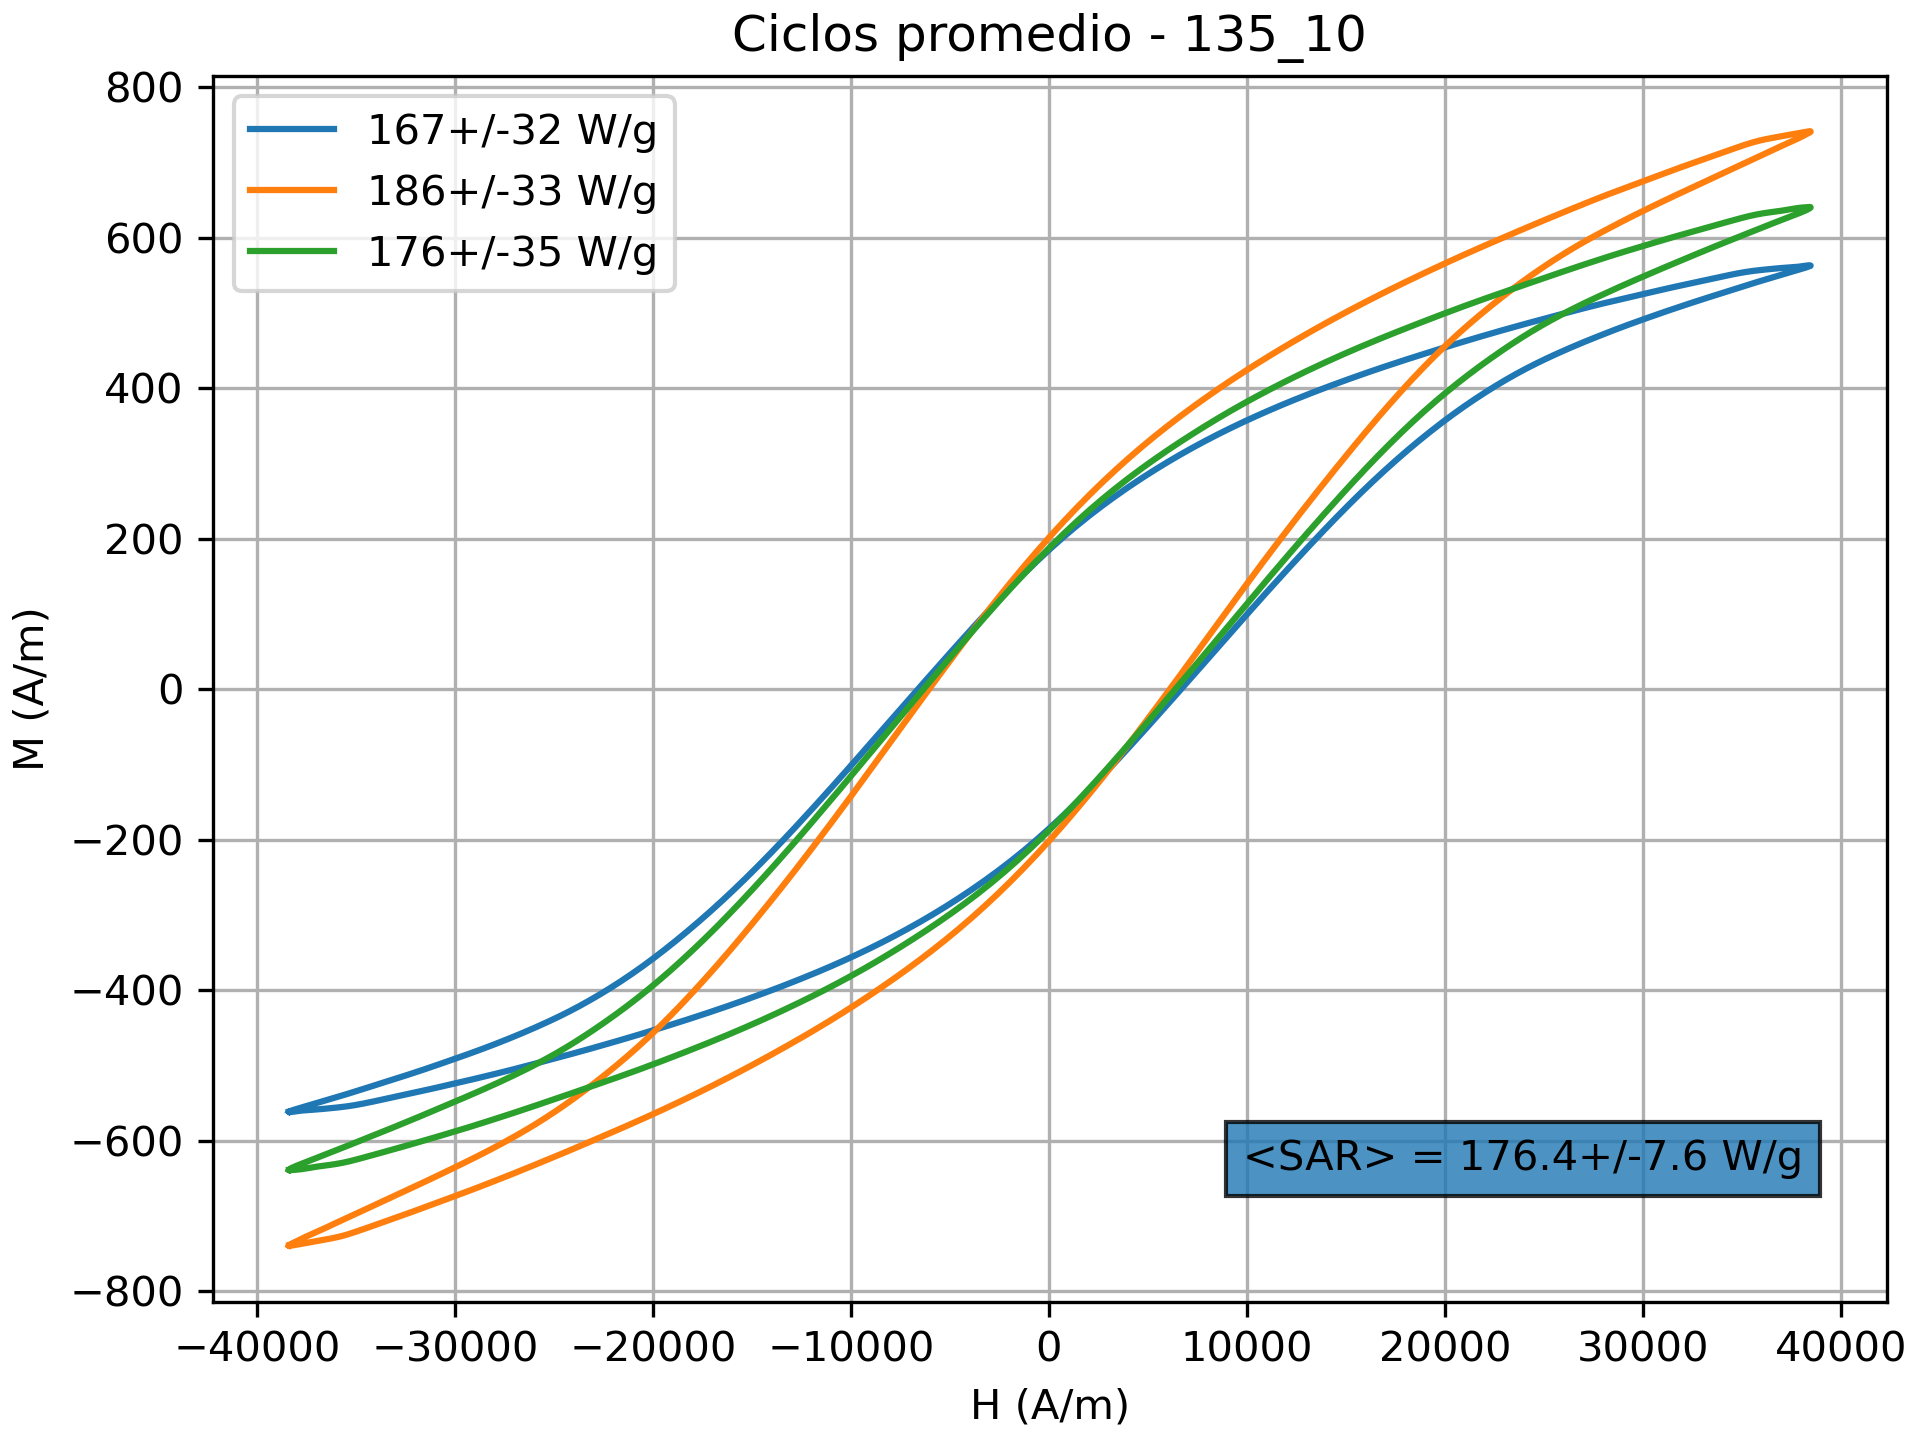 Ciclos promedio - 135_10
167+/-32 W/g
186+/-33 W/g
176+/-35 W/g
800
600
400
200
0
−200
−400
−600
−800
M (A/m)
<SAR> = 176.4+/-7.6 W/g
−40000 −30000 −20000 −10000 0 10000 20000 30000 40000
H (A/m)